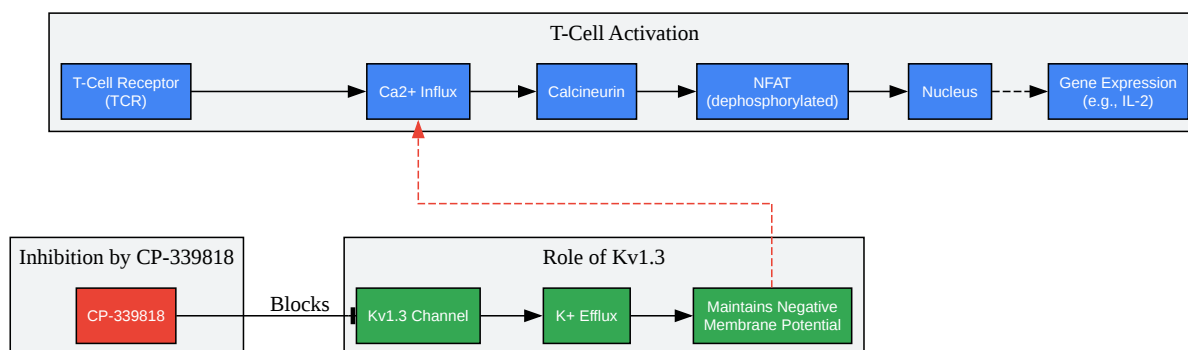 T-Cell Activation
T-Cell Receptor
(TCR)
Ca2+ Influx
Calcineurin
NFAT
(dephosphorylated)
Nucleus
Gene Expression
(e.g., IL-2)
Inhibition by CP-339818
CP-339818
Blocks
Role of Kv1.3
Kv1.3 Channel
K+ Efflux
Maintains Negative
Membrane Potential